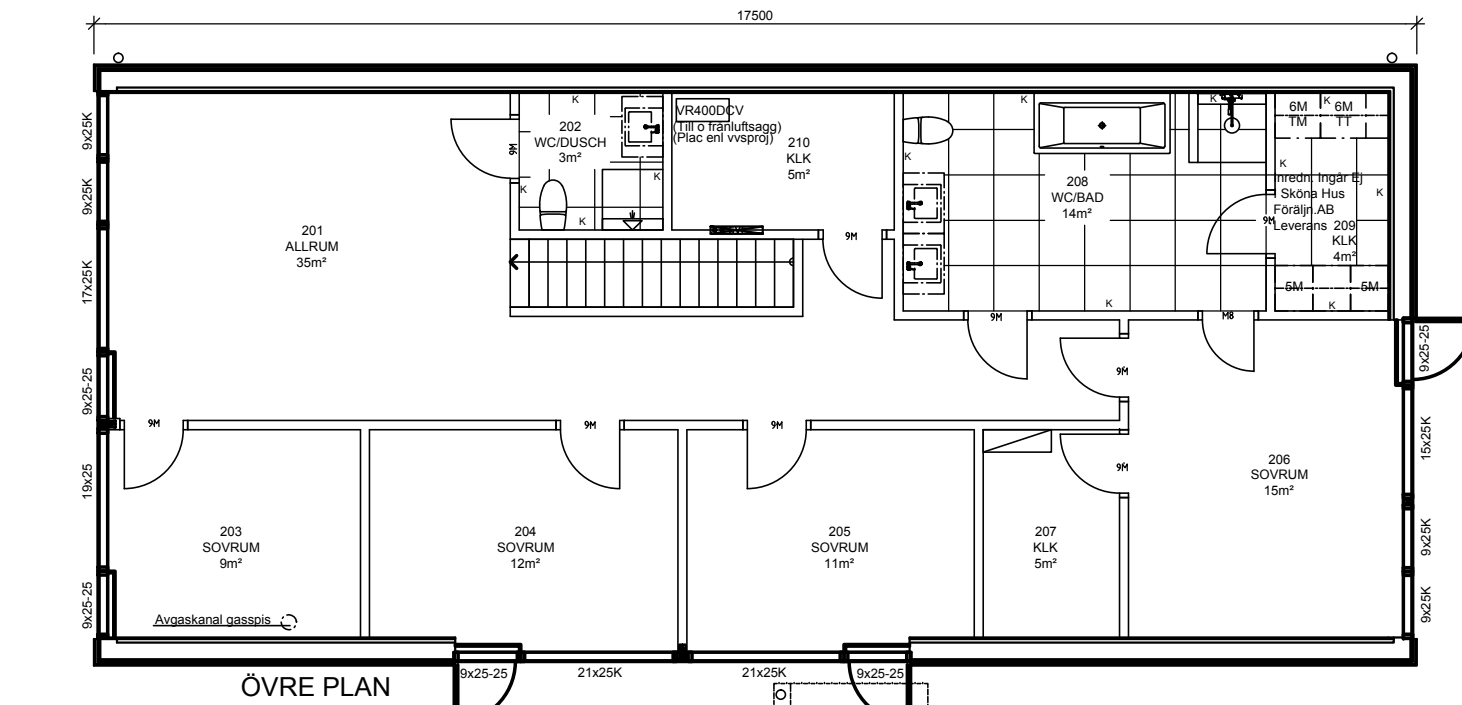 17500
9x25K
9x25K
17x25K
9x25-25
19x25
9x25-25
201
ALLRUM
35m²
202
WC/DUSCH
3m²
K
K
K
K
9M
VR400DCV
(Till o frånluftsagg)
(Plac enl vvsproj)
210
KLK
5m²
9M
K
K
K
K
208
WC/BAD
14m²
9M
6M
TM
K
6M
TT
K
K
Inredn. Ingår Ej
Sköna Hus
Föräljn.AB
Leverans
209
KLK
4m²
5M
5M
K
9M
M8
9M
9M
9M
9M
9M
203
SOVRUM
9m²
Avgaskanal gasspis
204
SOVRUM
12m²
205
SOVRUM
11m²
207
KLK
5m²
206
SOVRUM
15m²
9x25-25
15x25K
9x25K
9x25K
9x25-25
21x25K
21x25K
9x25-25
ÖVRE PLAN